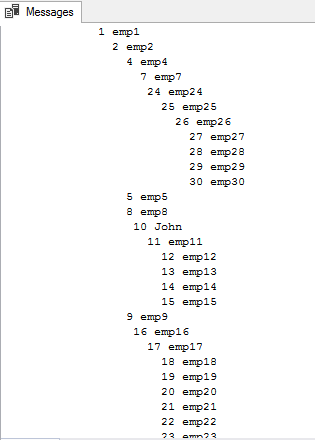 Messages
1 emp1
2 emp2
4 emp4
7 emp7
24 emp24
25 emp25
26 emp26
27 emp27
28 emp28
29 emp29
30 emp30
5 emp5
8 emp8
10 John
11 emp11
12 emp12
13 emp13
14 emp14
15 emp15
9 emp9
16 emp16
17 emp17
18 emp18
19 emp19
20 emp20
21 emp21
22 emp22
23 emp23